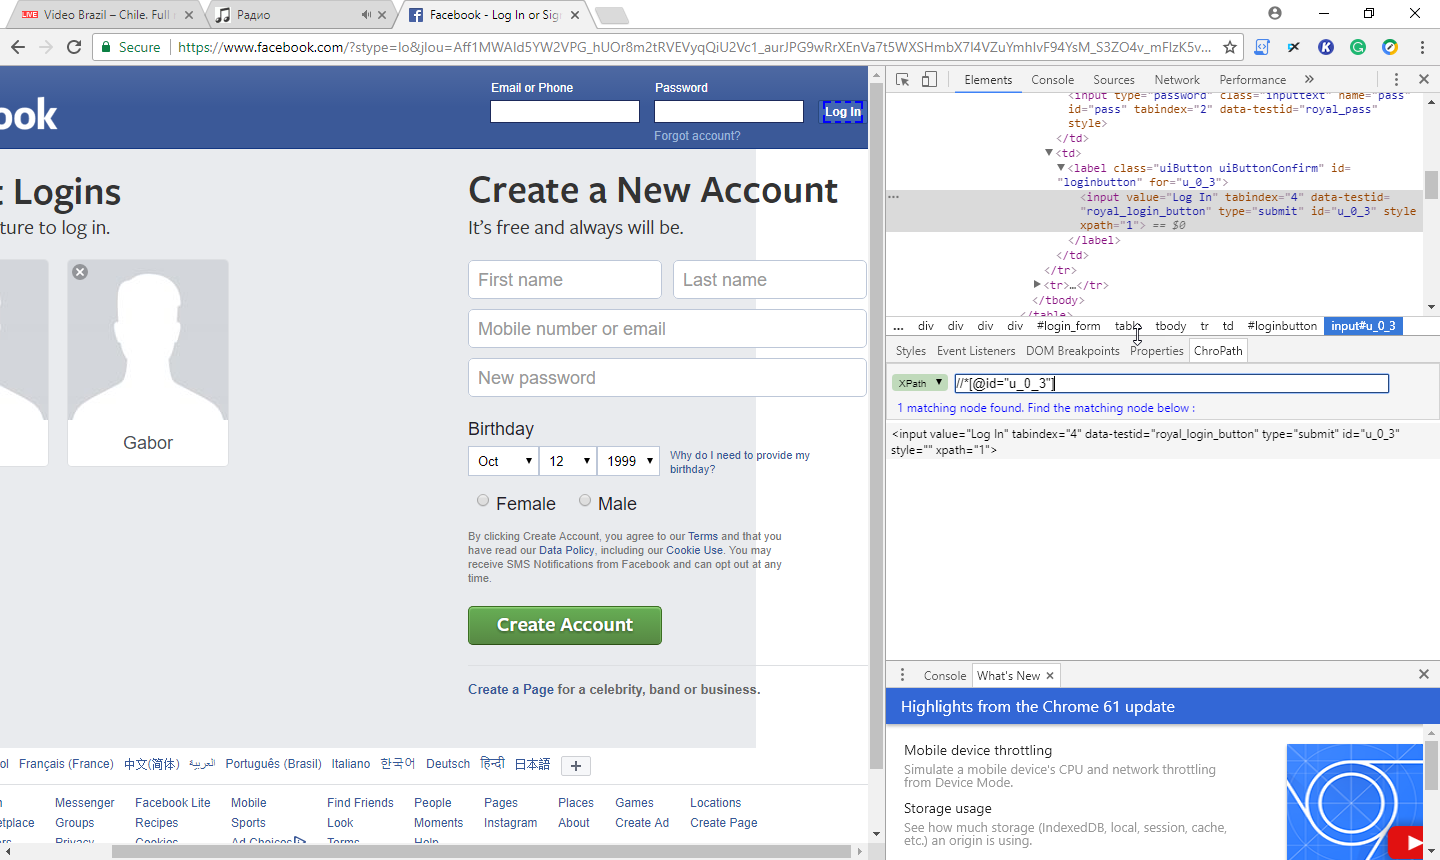 LIVE Video Brazil – Chile. Full
Радио
Facebook - Log In or Sig
Secure
https://www.facebook.com/?stype=lo&jlou=Aff1MWAId5YW2VPG_hUOr8m2tRVEVyqQiU2Vc1_aurJPG9wRrXEnVa7t5WXSHmbX7I4VZuYmhlvF94YsM_S3ZO4v_mFIzK5v...
Email or Phone
Password
ook
Log In
Forgot account?
t Logins
ture to log in.
Gabor
Create a New Account
It's free and always will be.
First name
Last name
Mobile number or email
New password
Birthday
Oct 12 1999
Why do I need to provide my
birthday?
Female Male
By clicking Create Account, you agree to our Terms and that you
have read our Data Policy, including our Cookie Use. You may
receive SMS Notifications from Facebook and can opt out at any
time.
Create Account
Create a Page for a celebrity, band or business.
ol Français (France) 中文(简体) العربية Português (Brasil) Italiano 한국어 Deutsch हिन्दी 日本語 +
n Messenger Facebook Lite Mobile Find Friends People Pages Places Games Locations
etplace Groups Recipes Sports Look Moments Instagram About Create Ad Create Page
rs Privacy Cookies Ad Choices Terms Help
Elements Console Sources Network Performance »
<input type="password" class="inputtext" name="pass"
id="pass" tabindex="2" data-testid="royal_pass"
style>
</td>
<td>
<label class="uiButton uiButtonConfirm" id=
"loginbutton" for="u_0_3">
<input value="Log In" tabindex="4" data-testid=
"royal_login_button" type="submit" id="u_0_3" style
xpath="1"> == $0
</label>
</td>
</tr>
<tr>…</tr>
</tbody>
</table>
... div div div div #login_form table tbody tr td #loginbutton input#u_0_3
Styles Event Listeners DOM Breakpoints Properties ChroPath
XPath
//*[@id="u_0_3"]
1 matching node found. Find the matching node below :
<input value="Log In" tabindex="4" data-testid="royal_login_button" type="submit" id="u_0_3"
style="" xpath="1">
Console What's New
Highlights from the Chrome 61 update
Mobile device throttling
Simulate a mobile device's CPU and network throttling
from Device Mode.
Storage usage
See how much storage (IndexedDB, local, session, cache,
etc.) an origin is using.